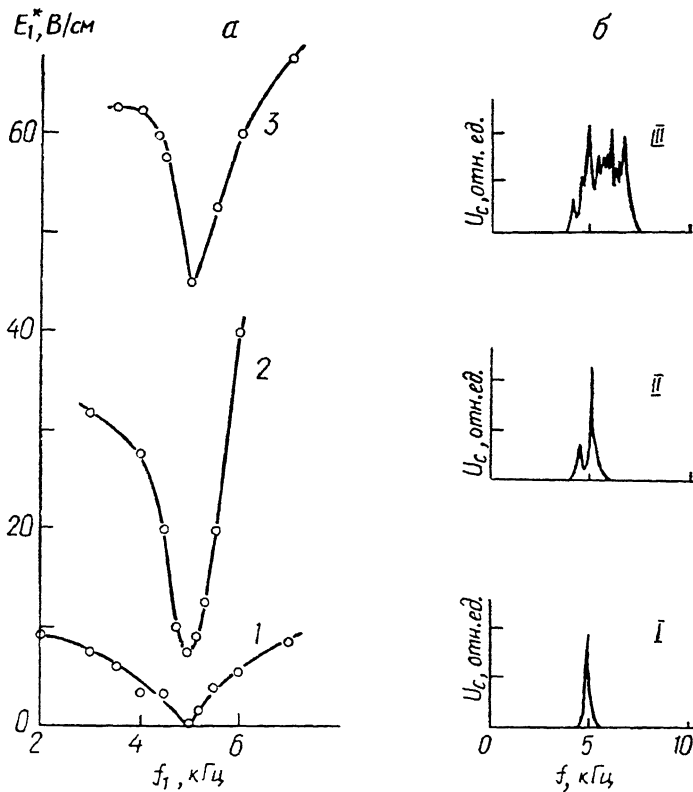 E₁*, В/см
а
б
60
3
U_c, отн. ед.
III
40
2
U_c, отн.ед.
II
20
1
U_c, отн.ед.
I
0
2
4
6
0
5
10
f₁, кГц
f, кГц